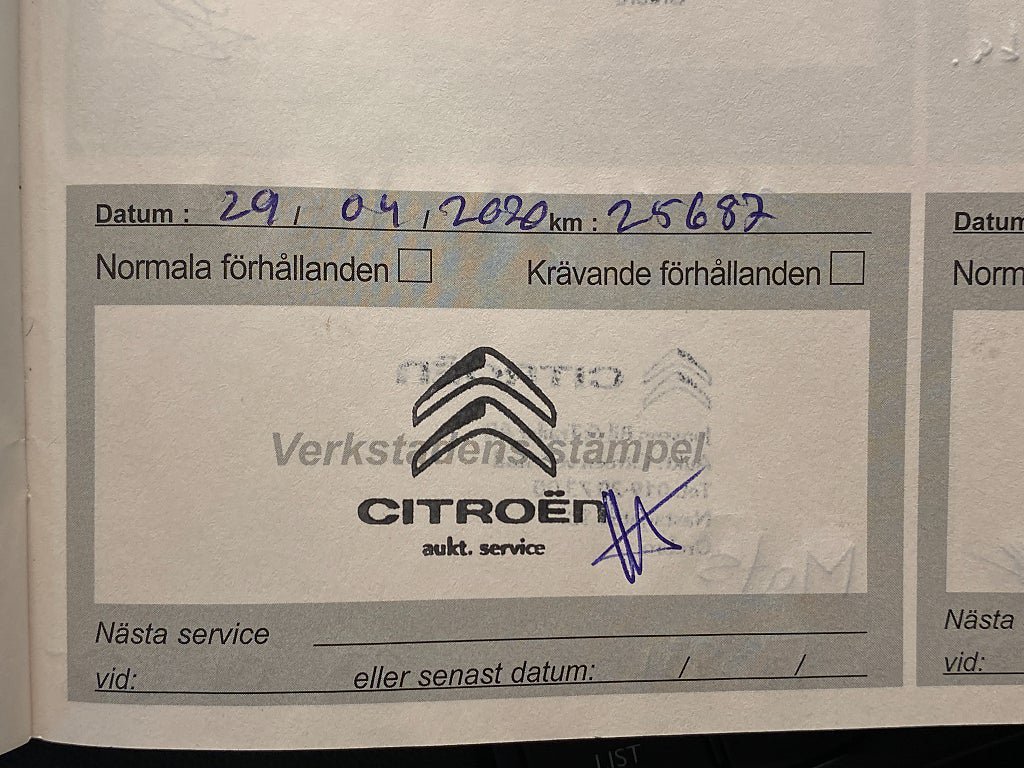 Datum : 29 / 04 / 2020 km : 25687
Datum
Normala förhållanden Krävande förhållanden
Norm
Verkstadens stämpel
CITROËN
aukt. service
Nästa service
Nästa
vid: eller senast datum: / /
vid:
LIST